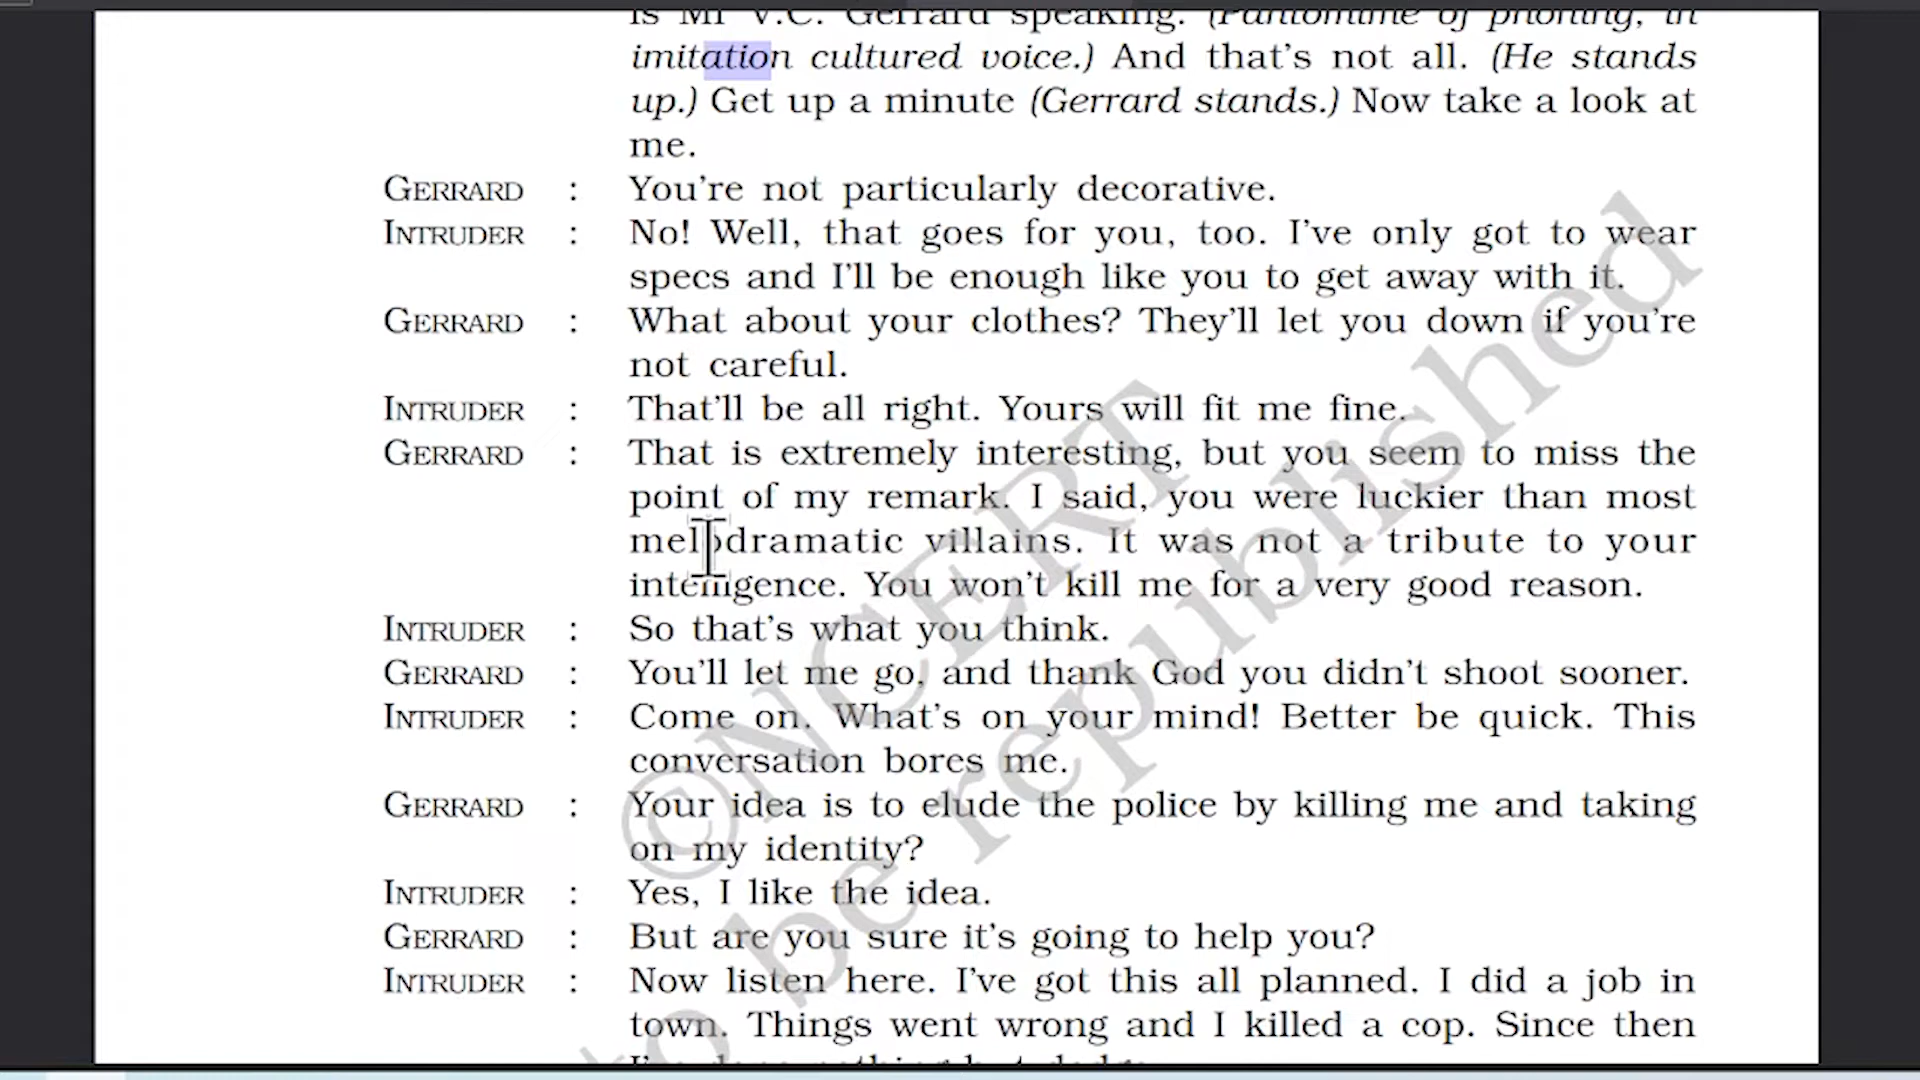 is Mr V.C. Gerrard speaking. (Pantomime of phoning, in
imitation cultured voice.) And that's not all. (He stands
up.) Get up a minute (Gerrard stands.) Now take a look at
me.
GERRARD : You're not particularly decorative.
INTRUDER : No! Well, that goes for you, too. I've only got to wear
specs and I'll be enough like you to get away with it.
GERRARD : What about your clothes? They'll let you down if you're
not careful.
INTRUDER : That'll be all right. Yours will fit me fine.
GERRARD : That is extremely interesting, but you seem to miss the
point of my remark. I said, you were luckier than most
melodramatic villains. It was not a tribute to your
intelligence. You won't kill me for a very good reason.
INTRUDER : So that's what you think.
GERRARD : You'll let me go, and thank God you didn't shoot sooner.
INTRUDER : Come on. What's on your mind! Better be quick. This
conversation bores me.
GERRARD : Your idea is to elude the police by killing me and taking
on my identity?
INTRUDER : Yes, I like the idea.
GERRARD : But are you sure it's going to help you?
INTRUDER : Now listen here. I've got this all planned. I did a job in
town. Things went wrong and I killed a cop. Since then
©NCERT
to be republished